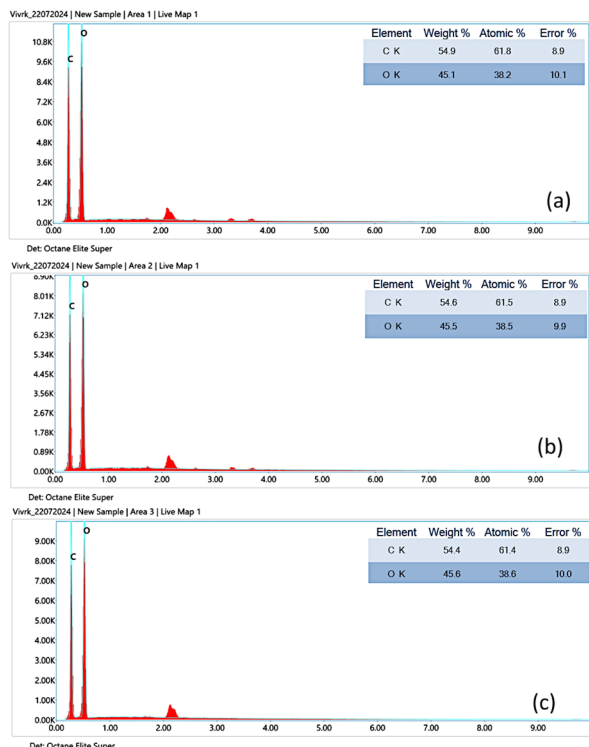 Vivrk_22072024 | New Sample | Area 1 | Live Map 1
10.8K
9.6K
8.4K
7.2K
6.0K
4.8K
3.6K
2.4K
1.2K
0.0K
C
O
Element Weight % Atomic % Error %
C K 54.9 61.8 8.9
O K 45.1 38.2 10.1
(a)
0.00 1.00 2.00 3.00 4.00 5.00 6.00 7.00 8.00 9.00
Det: Octane Elite Super
Vivrk_22072024 | New Sample | Area 2 | Live Map 1
8.90K
8.01K
7.12K
6.23K
5.34K
4.45K
3.56K
2.67K
1.78K
0.89K
0.00K
C
O
Element Weight % Atomic % Error %
C K 54.6 61.5 8.9
O K 45.5 38.5 9.9
(b)
0.00 1.00 2.00 3.00 4.00 5.00 6.00 7.00 8.00 9.00
Det: Octane Elite Super
Vivrk_22072024 | New Sample | Area 3 | Live Map 1
9.00K
8.00K
7.00K
6.00K
5.00K
4.00K
3.00K
2.00K
1.00K
0.00K
C
O
Element Weight % Atomic % Error %
C K 54.4 61.4 8.9
O K 45.6 38.6 10.0
(c)
0.00 1.00 2.00 3.00 4.00 5.00 6.00 7.00 8.00 9.00
Det: Octane Elite Super